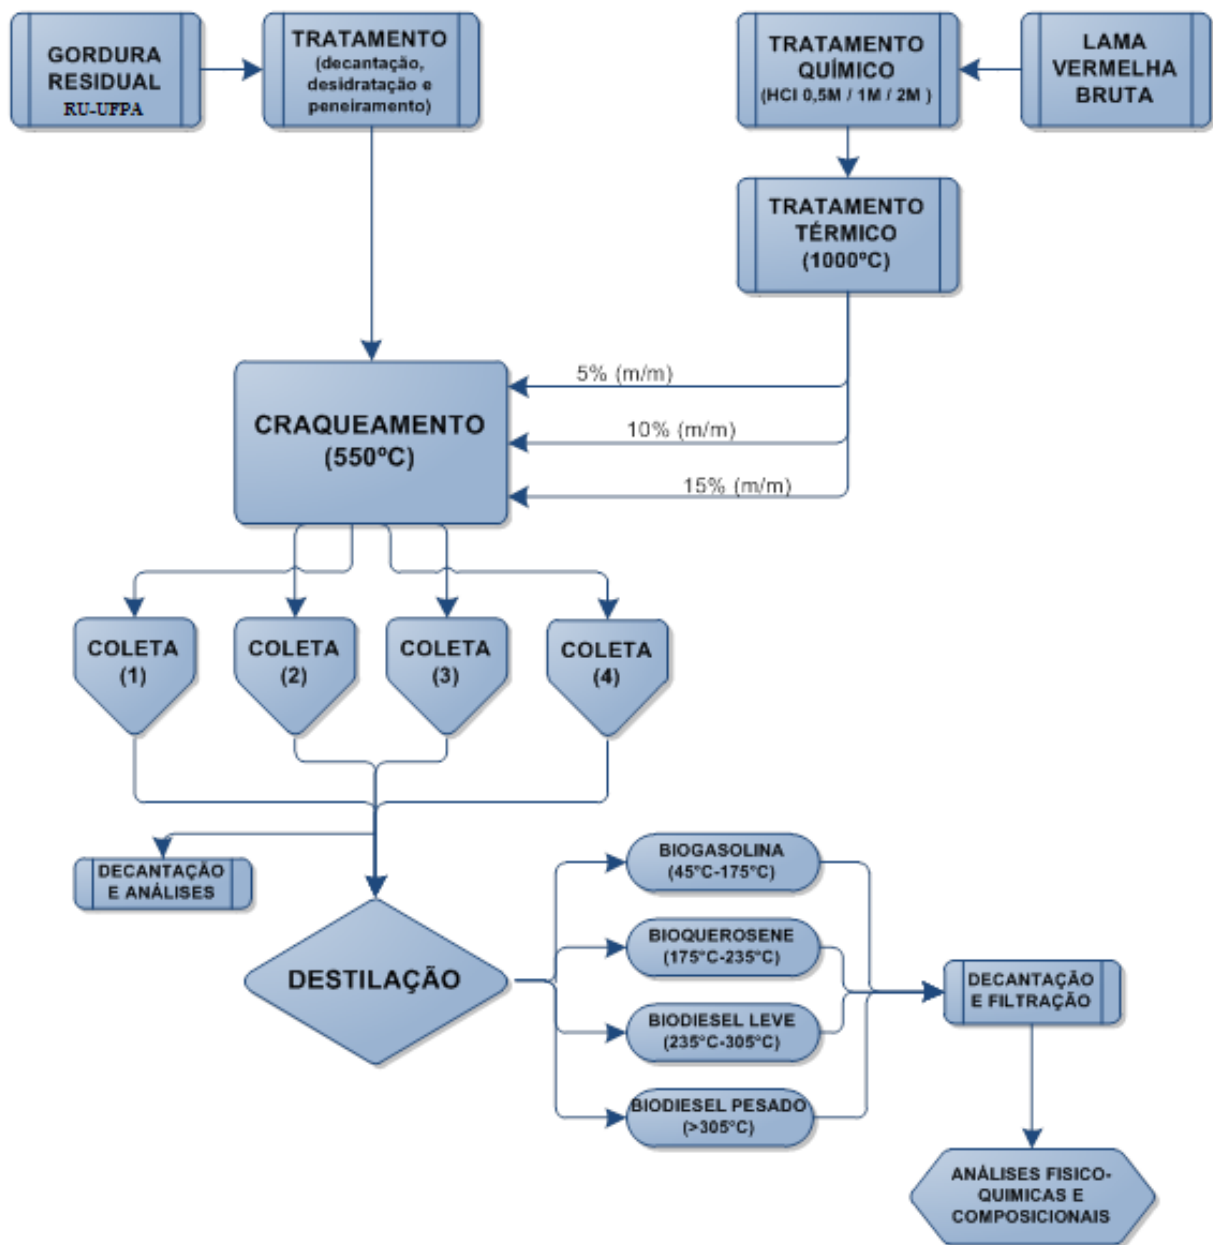 GORDURA
RESIDUAL
RU-UFPA
TRATAMENTO
(decantação,
desidratação e
peneiramento)
TRATAMENTO
QUÍMICO
(HCl 0,5M / 1M / 2M )
LAMA
VERMELHA
BRUTA
TRATAMENTO
TÉRMICO
(1000ºC)
5% (m/m)
10% (m/m)
15% (m/m)
CRAQUEAMENTO
(550ºC)
COLETA
(1)
COLETA
(2)
COLETA
(3)
COLETA
(4)
DECANTAÇÃO
E ANÁLISES
DESTILAÇÃO
BIOGASOLINA
(45°C-175°C)
BIOQUEROSENE
(175°C-235°C)
BIODIESEL LEVE
(235°C-305°C)
BIODIESEL PESADO
(>305°C)
DECANTAÇÃO
E FILTRAÇÃO
ANÁLISES FISICO-
QUIMICAS E
COMPOSICIONAIS